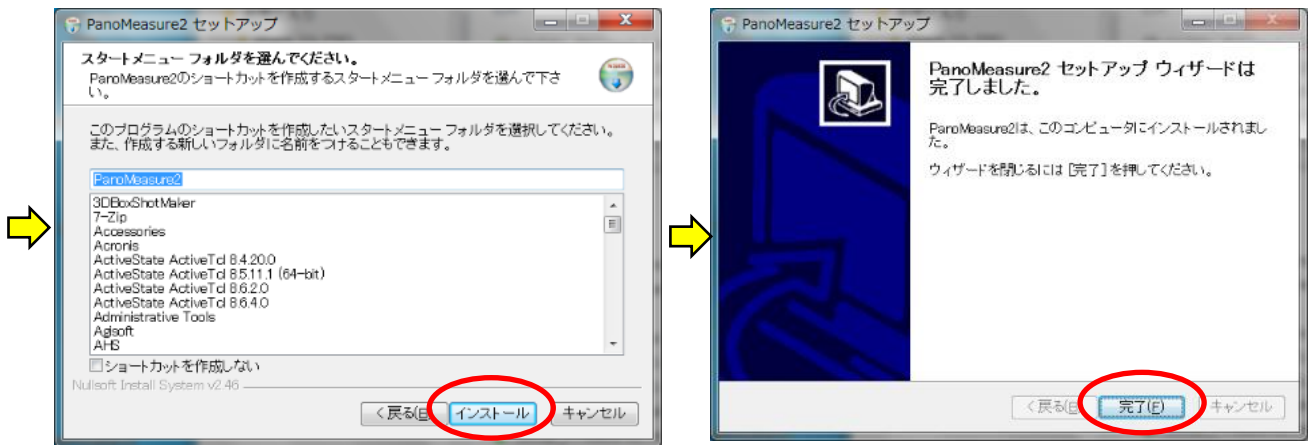 PanoMeasure2 セットアップ
スタートメニュー フォルダを選んでください。
PanoMeasure2のショートカットを作成するスタートメニュー フォルダを選んで下さ
い。
このプログラムのショートカットを作成したいスタートメニュー フォルダを選択してください。
また、作成する新しいフォルダに名前をつけることもできます。
PanoMeasure2
3DBoxShotMaker
7-Zip
Accessories
Acronis
ActiveState ActiveTcl 8.4.20.0
ActiveState ActiveTcl 8.5.11.1 (64-bit)
ActiveState ActiveTcl 8.6.2.0
ActiveState ActiveTcl 8.6.4.0
Administrative Tools
Agisoft
AHS
ショートカットを作成しない
Nullsoft Install System v2.46
< 戻る(B
インストール
キャンセル
PanoMeasure2 セットアップ
PanoMeasure2 セットアップ ウィザードは
完了しました。
PanoMeasure2は、このコンピュータにインストールされまし
た。
ウィザードを閉じるには [完了] を押してください。
< 戻る(B
完了(F)
キャンセル